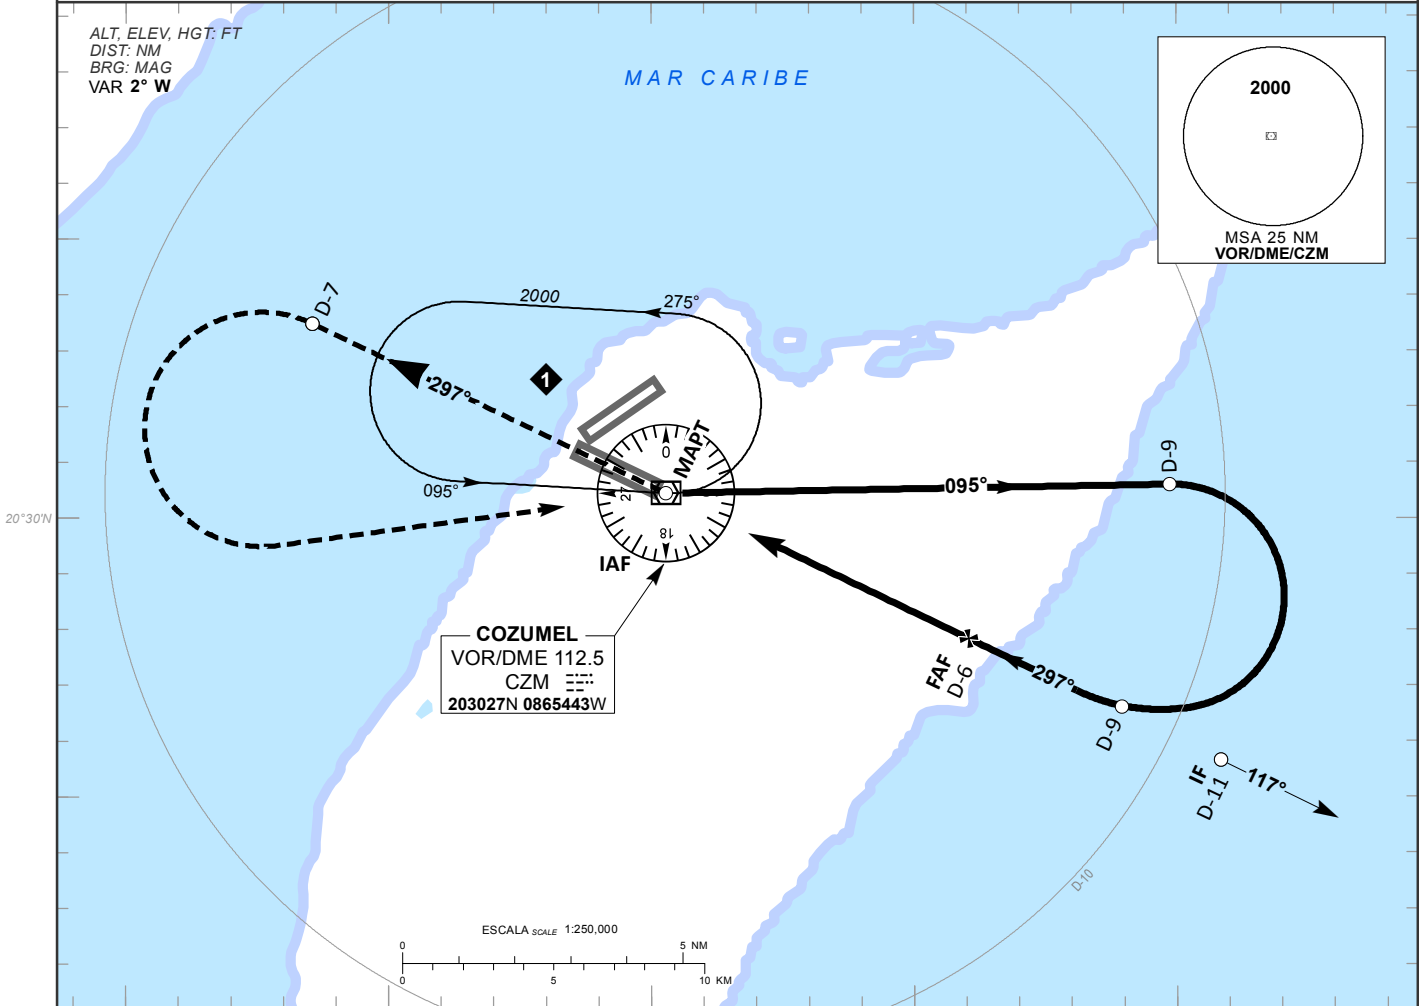 ALT, ELEV, HGT: FT
DIST: NM
BRG: MAG
VAR 2° W
MAR CARIBE
2000
MSA 25 NM
VOR/DME/CZM
D-7
2000
275°
1
297°
MAPT
0
27
18
095°
095°
D-9
20°30'N
IAF
COZUMEL
VOR/DME 112.5
CZM
203027N 0865443W
FAF
D-6
297°
D-9
IF
D-11
117°
D-10
ESCALA SCALE 1:250,000
0 5 NM
0 5 10 KM